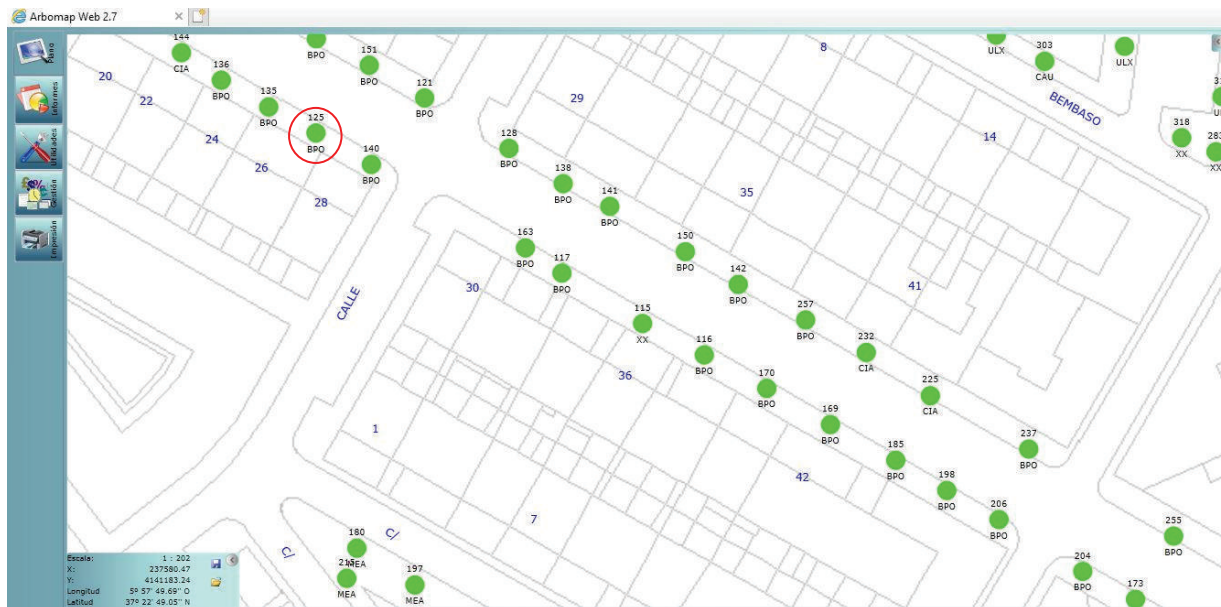 Arbomap Web 2.7
Plano
Informes
Utilidades
Gestión
Impresión
144
CIA
136
BPO
135
BPO
125
BPO
140
BPO
BPO
151
BPO
121
BPO
20
22
24
26
28
29
8
ULX
303
CAU
ULX
BEMBASO
14
318
XX
283
XX
128
BPO
138
BPO
141
BPO
35
150
BPO
142
BPO
257
BPO
41
232
CIA
225
CIA
237
BPO
163
BPO
117
BPO
30
CALLE
115
XX
116
BPO
36
170
BPO
169
BPO
185
BPO
198
BPO
206
BPO
1
42
7
255
BPO
204
BPO
173
C/
C/
180
MEA
215
MEA
197
MEA
Escala: 1 : 202
X: 237580.47
Y: 4141183.24
Longitud 5º 57' 49.69" O
Latitud 37º 22' 49.05" N